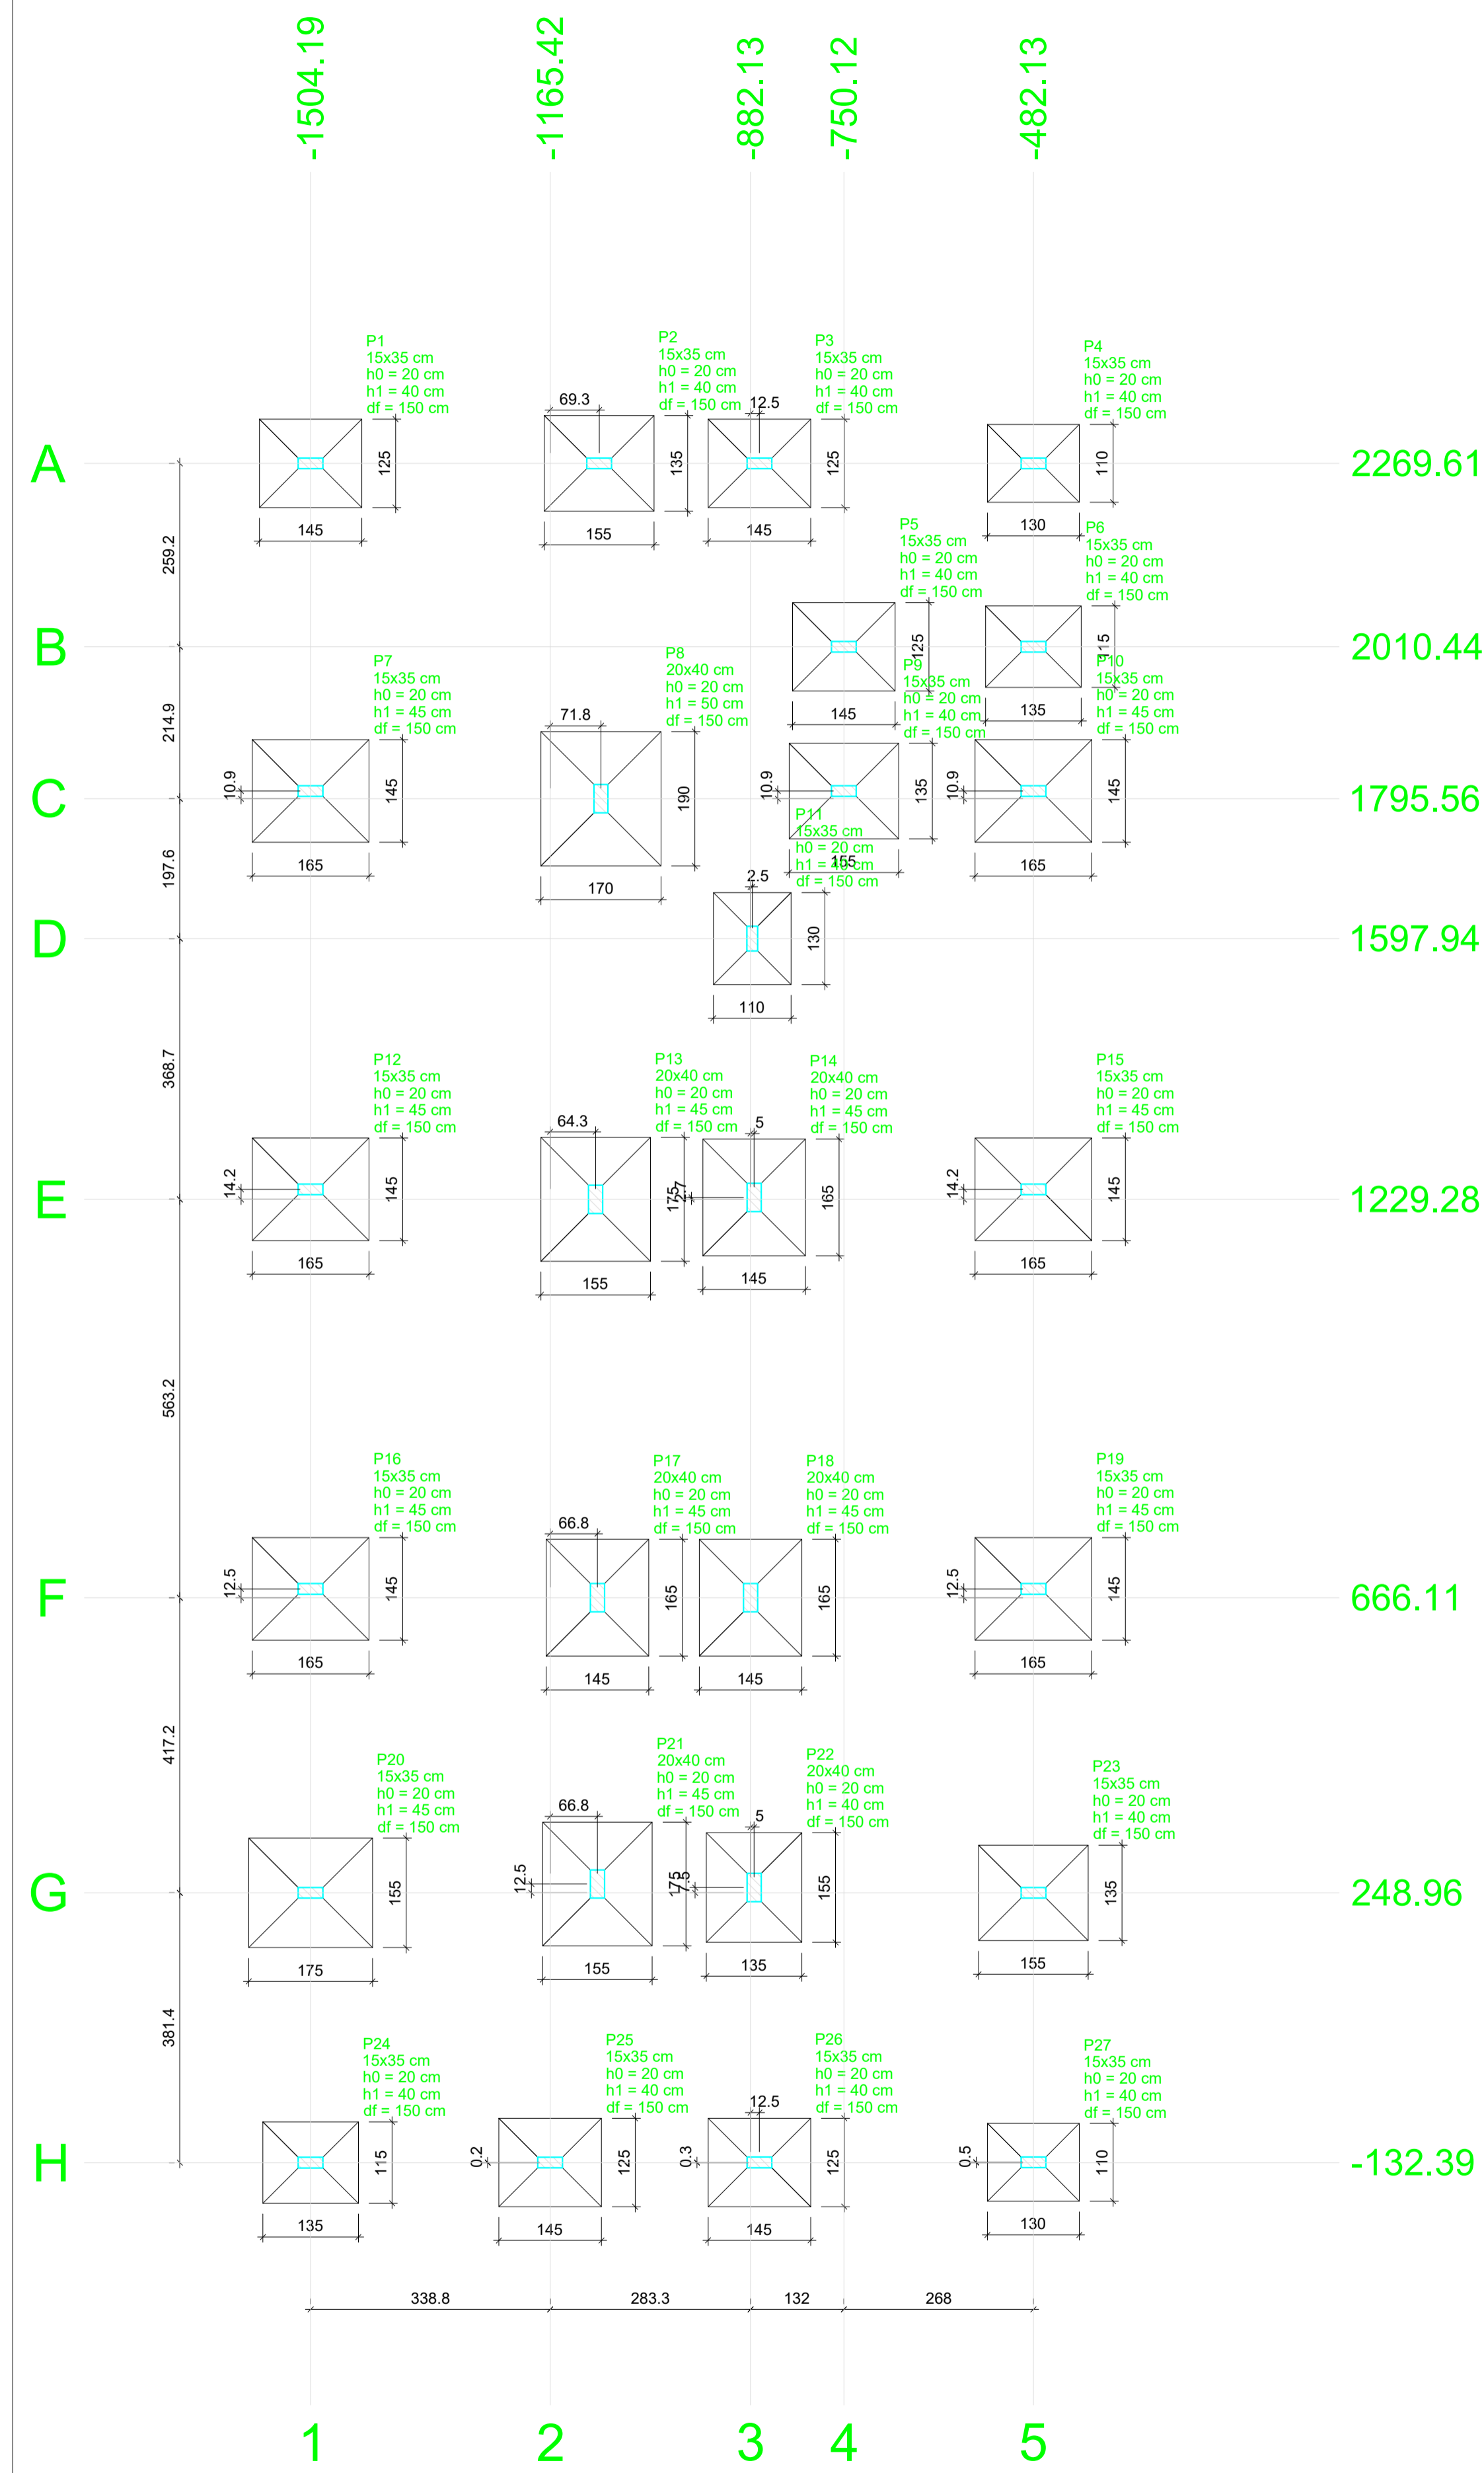 -1504.19
-1165.42
-882.13
-750.12
-482.13
P1
15x35 cm
h0 = 20 cm
h1 = 40 cm
df = 150 cm
P2
15x35 cm
h0 = 20 cm
h1 = 40 cm
df = 150 cm
P3
15x35 cm
h0 = 20 cm
h1 = 40 cm
df = 150 cm
P4
15x35 cm
h0 = 20 cm
h1 = 40 cm
df = 150 cm
69.3
12.5
A
125
135
125
110
2269.61
145
155
145
130
259.2
P5
15x35 cm
h0 = 20 cm
h1 = 40 cm
df = 150 cm
P6
15x35 cm
h0 = 20 cm
h1 = 40 cm
df = 150 cm
B
125
115
2010.44
145
135
214.9
P7
15x35 cm
h0 = 20 cm
h1 = 45 cm
df = 150 cm
P8
20x40 cm
h0 = 20 cm
h1 = 50 cm
df = 150 cm
P9
15x35 cm
h0 = 20 cm
h1 = 40 cm
df = 150 cm
P10
15x35 cm
h0 = 20 cm
h1 = 45 cm
df = 150 cm
71.8
C
10.9
145
190
10.9
135
10.9
145
1795.56
165
170
155
165
197.6
P11
15x35 cm
h0 = 20 cm
h1 = 40 cm
df = 150 cm
2.5
D
130
1597.94
110
368.7
P12
15x35 cm
h0 = 20 cm
h1 = 45 cm
df = 150 cm
P13
20x40 cm
h0 = 20 cm
h1 = 45 cm
df = 150 cm
P14
20x40 cm
h0 = 20 cm
h1 = 45 cm
df = 150 cm
P15
15x35 cm
h0 = 20 cm
h1 = 45 cm
df = 150 cm
64.3
5
E
14.2
145
175
2.7
165
14.2
145
1229.28
165
155
145
165
563.2
P16
15x35 cm
h0 = 20 cm
h1 = 45 cm
df = 150 cm
P17
20x40 cm
h0 = 20 cm
h1 = 45 cm
df = 150 cm
P18
20x40 cm
h0 = 20 cm
h1 = 45 cm
df = 150 cm
P19
15x35 cm
h0 = 20 cm
h1 = 45 cm
df = 150 cm
66.8
F
12.5
145
165
165
12.5
145
666.11
165
145
145
165
417.2
P20
15x35 cm
h0 = 20 cm
h1 = 45 cm
df = 150 cm
P21
20x40 cm
h0 = 20 cm
h1 = 45 cm
df = 150 cm
P22
20x40 cm
h0 = 20 cm
h1 = 40 cm
df = 150 cm
P23
15x35 cm
h0 = 20 cm
h1 = 40 cm
df = 150 cm
66.8
5
G
155
12.5
175
7.5
155
135
248.96
175
155
135
155
381.4
P24
15x35 cm
h0 = 20 cm
h1 = 40 cm
df = 150 cm
P25
15x35 cm
h0 = 20 cm
h1 = 40 cm
df = 150 cm
P26
15x35 cm
h0 = 20 cm
h1 = 40 cm
df = 150 cm
P27
15x35 cm
h0 = 20 cm
h1 = 40 cm
df = 150 cm
12.5
H
115
0.2
125
0.3
125
0.5
110
-132.39
135
145
145
130
338.8
283.3
132
268
1
2
3
4
5